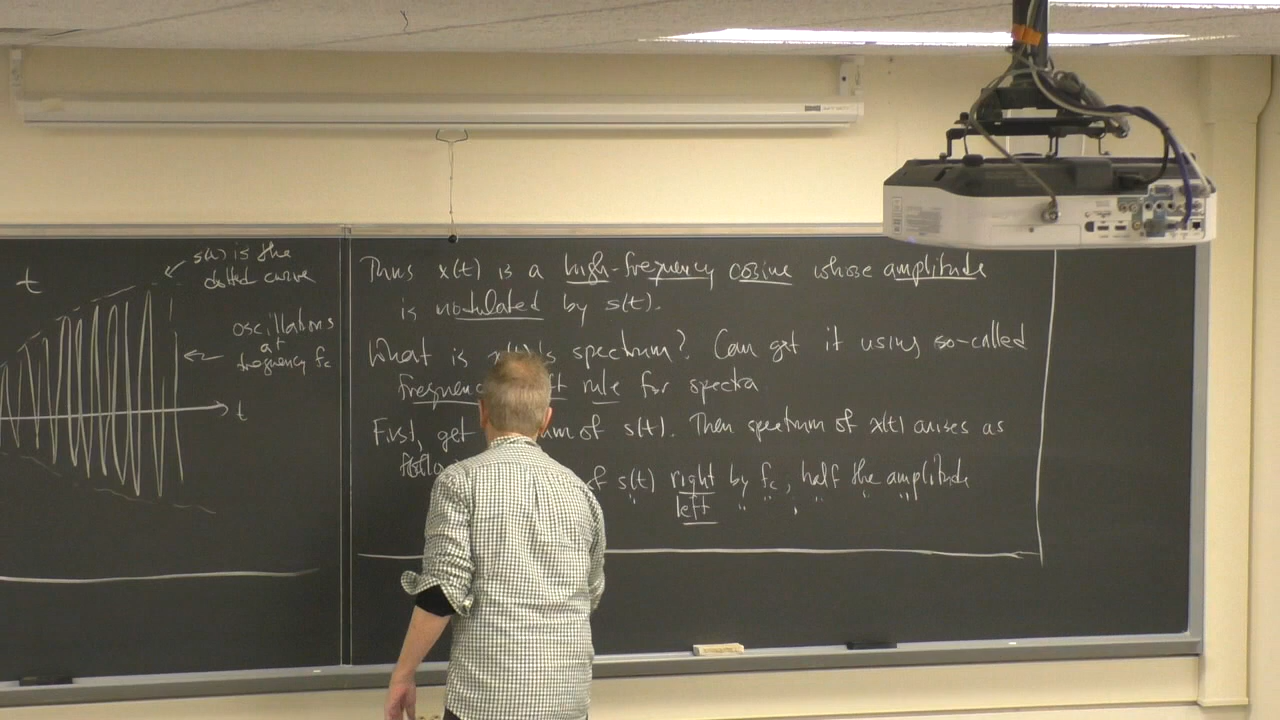 t
s(t) is the
dotted curve
oscillations
at
frequency fc
t
Thus x(t) is a high-frequency cosine whose amplitude
is modulated by s(t).
What is x(t)'s spectrum? Can get it using so-called
rule for spectra
First, get of s(t). Then spectrum of x(t) arises as
of s(t) right by fc, half the amplitude
" left " " , " "